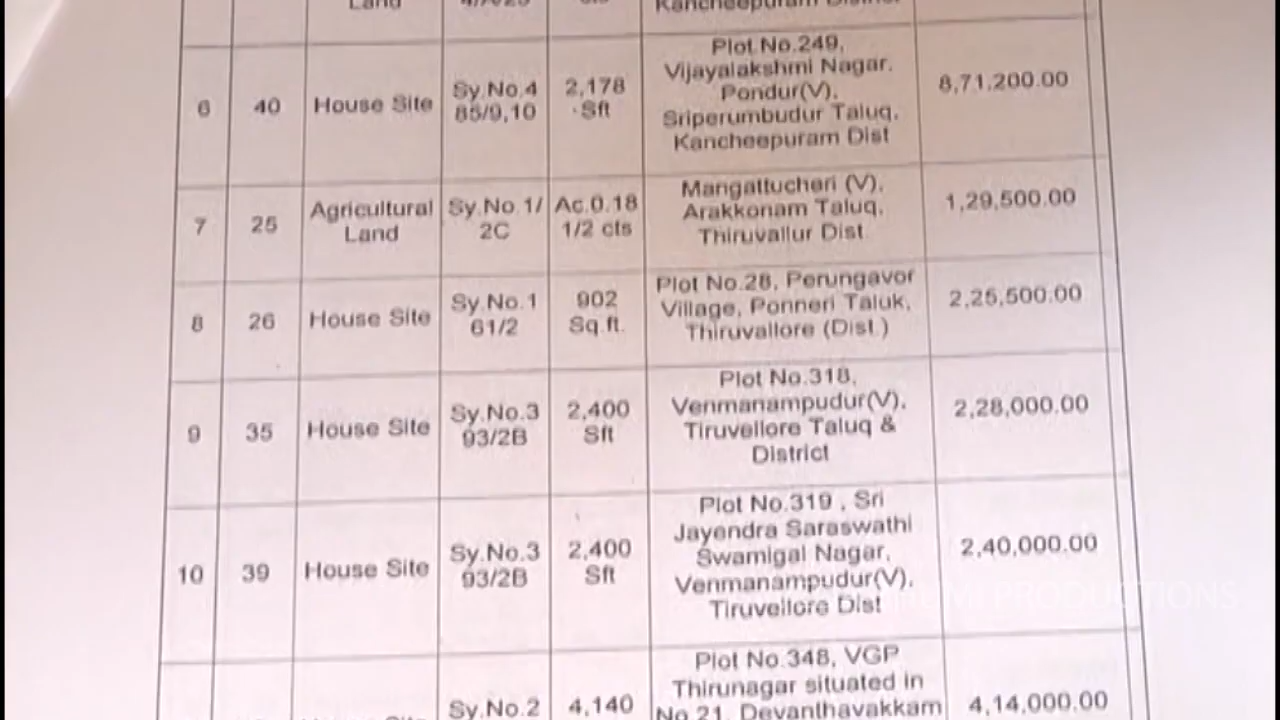 Land
Kancheepuram District
6 40 House Site Sy.No.4 85/9,10 2,178 Sft Plot No.249, Vijayalakshmi Nagar, Pondur(V), Sriperumbudur Taluq, Kancheepuram Dist 8,71,200.00
7 25 Agricultural Land Sy.No.1/2C Ac.0.18 1/2 cts Mangattucheri (V), Arakkonam Taluq, Thiruvallur Dist 1,29,500.00
8 26 House Site Sy.No.1 61/2 902 Sq.ft. Plot No.28, Perungavor Village, Ponneri Taluk, Thiruvallore (Dist.) 2,25,500.00
9 35 House Site Sy.No.3 93/2B 2,400 Sft Plot No.318, Venmanampudur(V), Tiruvellore Taluq & District 2,28,000.00
10 39 House Site Sy.No.3 93/2B 2,400 Sft Plot No.319 , Sri Jayendra Saraswathi Swamigal Nagar, Venmanampudur(V), Tiruvellore Dist 2,40,000.00
Sy.No.2 4,140 Plot No.348, VGP Thirunagar situated in No 21, Devanthavakkam 4,14,000.00
PRODUCTIONS